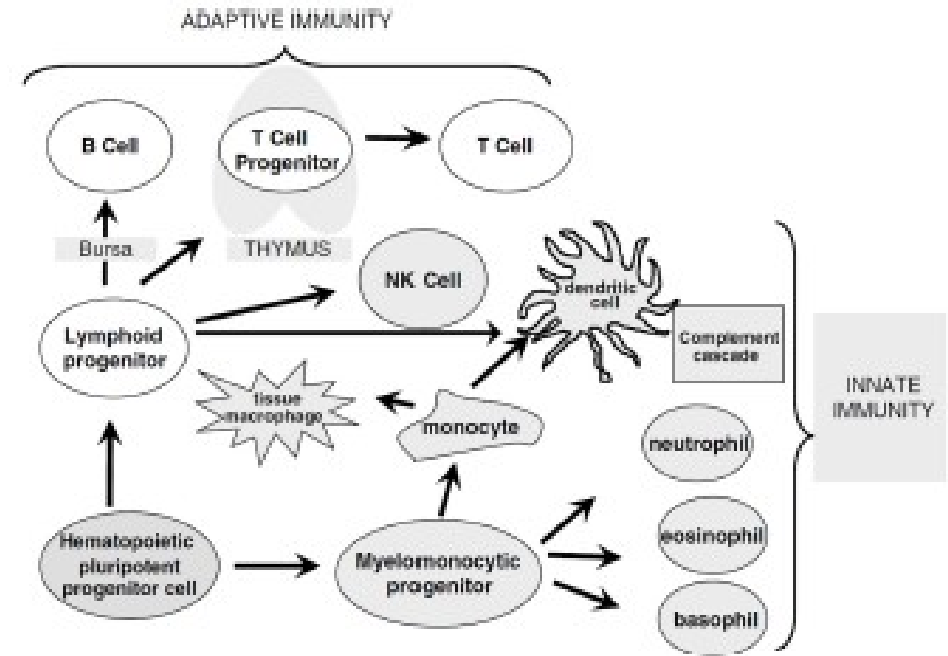 ADAPTIVE IMMUNITY
B Cell
T Cell
Progenitor
T Cell
Bursa
THYMUS
NK Cell
dendritic
cell
Lymphoid
progenitor
Complement
cascade
INNATE
IMMUNITY
tissue
macrophage
monocyte
neutrophil
Hematopoietic
pluripotent
progenitor cell
Myelomonocytic
progenitor
eosinophil
basophil